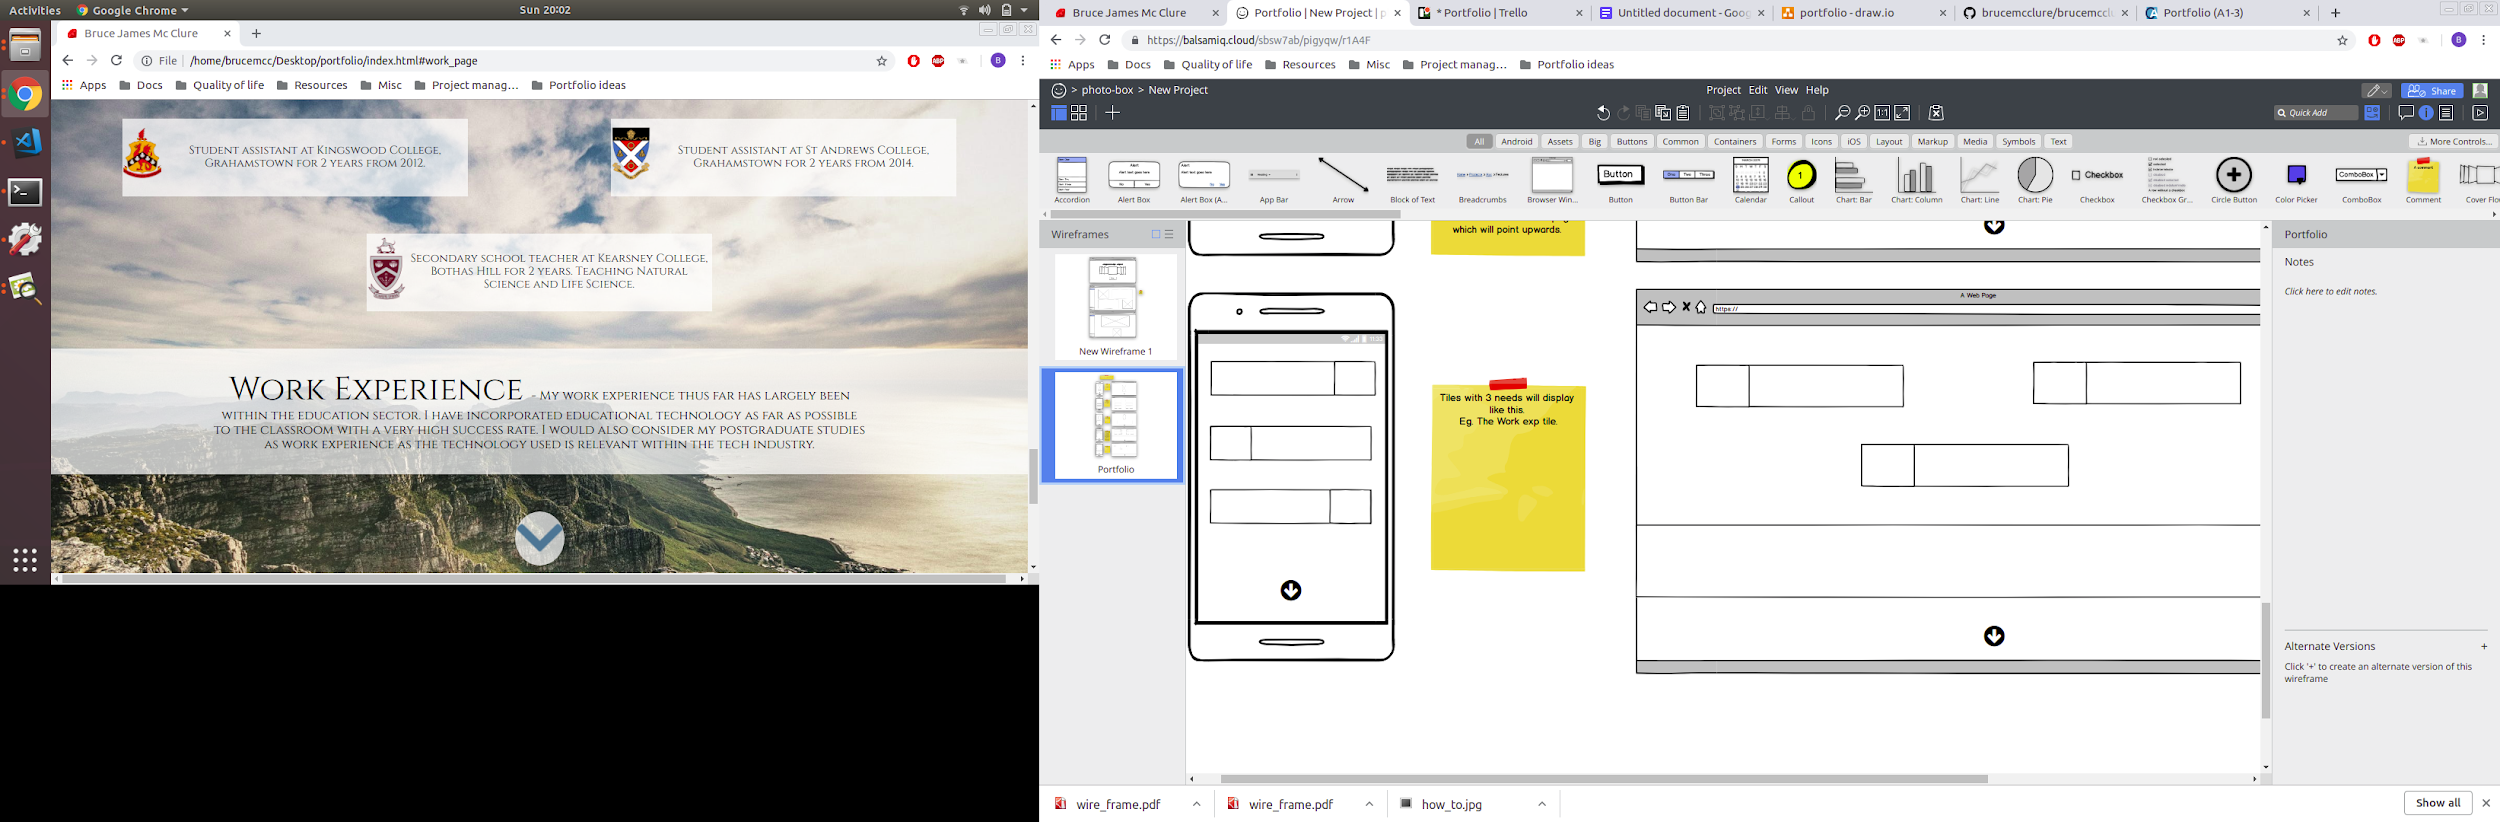 Activities
Google Chrome
Sun 20:02
Bruce James Mc Clure
File
/home/brucemcc/Desktop/portfolio/index.html#work_page
B
Apps
Docs
Quality of life
Resources
Misc
Project manag...
Portfolio ideas
Student assistant at Kingswood College,
Grahamstown for 2 years from 2012.
Student assistant at St Andrews College,
Grahamstown for 2 years from 2014.
Secondary school teacher at Kearsney College,
Bothas Hill for 2 years. Teaching Natural
Science and Life Science.
Work Experience - My work experience thus far has largely been
within the education sector. I have incorporated educational technology as far as possible
to the classroom with a very high success rate. I would also consider my postgraduate studies
as work experience as the technology used is relevant within the tech industry.
Bruce James Mc Clure
Portfolio | New Project | p
* Portfolio | Trello
Untitled document - Goog
portfolio - draw.io
brucemcclure/brucemccl
Portfolio (A1-3)
https://balsamiq.cloud/sbsw7ab/pigyqw/r1A4F
ABP
B
Apps
Docs
Quality of life
Resources
Misc
Project manag...
Portfolio ideas
> photo-box > New Project
Project Edit View Help
Share
1:1
Quick Add
All
Android
Assets
Big
Buttons
Common
Containers
Forms
Icons
iOS
Layout
Markup
Media
Symbols
Text
More Controls...
Button
1
Checkbox
ComboBox
Accordion
Alert Box
Alert Box (A...
App Bar
Arrow
Block of Text
Breadcrumbs
Browser Win...
Button
Button Bar
Calendar
Callout
Chart: Bar
Chart: Column
Chart: Line
Chart: Pie
Checkbox
Checkbox Gr...
Circle Button
Color Picker
ComboBox
Comment
Cover Flo
Wireframes
New Wireframe 1
Portfolio
which will point upwards.
Tiles with 3 needs will display
like this.
Eg. The Work exp tile.
A Web Page
https://
Portfolio
Notes
Click here to edit notes.
Alternate Versions
+
Click '+' to create an alternate version of this
wireframe
wire_frame.pdf
wire_frame.pdf
how_to.jpg
Show all